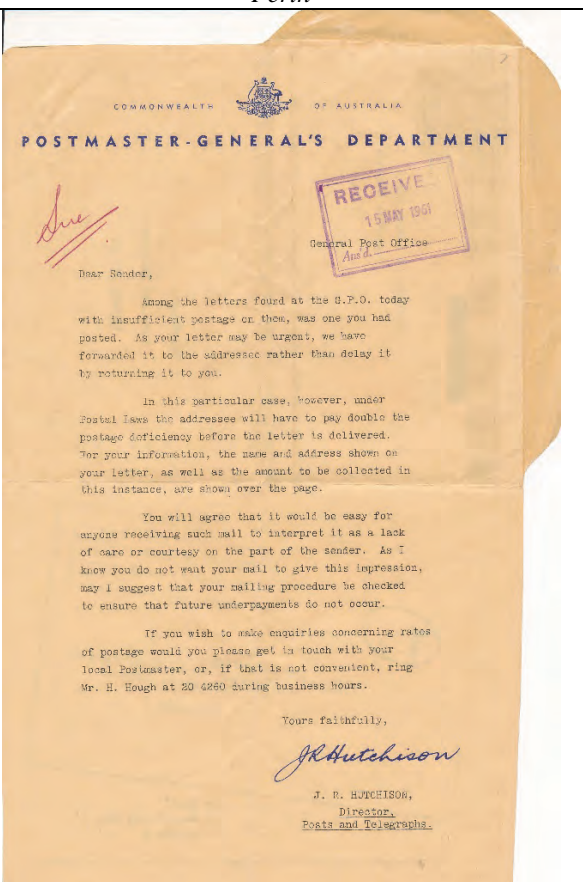 Perth
COMMONWEALTH OF AUSTRALIA
POSTMASTER-GENERAL'S DEPARTMENT
Sue
RECEIVE
15 MAY 1961
Ans'd.
General Post Office
Dear Sender,
Among the letters found at the G.P.O. today
with insufficient postage on them, was one you had
posted. As your letter may be urgent, we have
forwarded it to the addressee rather than delay it
by returning it to you.
In this particular case, however, under
Postal Laws the addressee will have to pay double the
postage deficiency before the letter is delivered.
For your information, the name and address shown on
your letter, as well as the amount to be collected in
this instance, are shown over the page.
You will agree that it would be easy for
anyone receiving such mail to interpret it as a lack
of care or courtesy on the part of the sender. As I
know you do not want your mail to give this impression,
may I suggest that your mailing procedure be checked
to ensure that future underpayments do not occur.
If you wish to make enquiries concerning rates
of postage would you please get in touch with your
local Postmaster, or, if that is not convenient, ring
Mr. H. Hough at 20 4260 during business hours.
Yours faithfully,
JRHutchison
J. R. HUTCHISON,
Director,
Posts and Telegraphs.